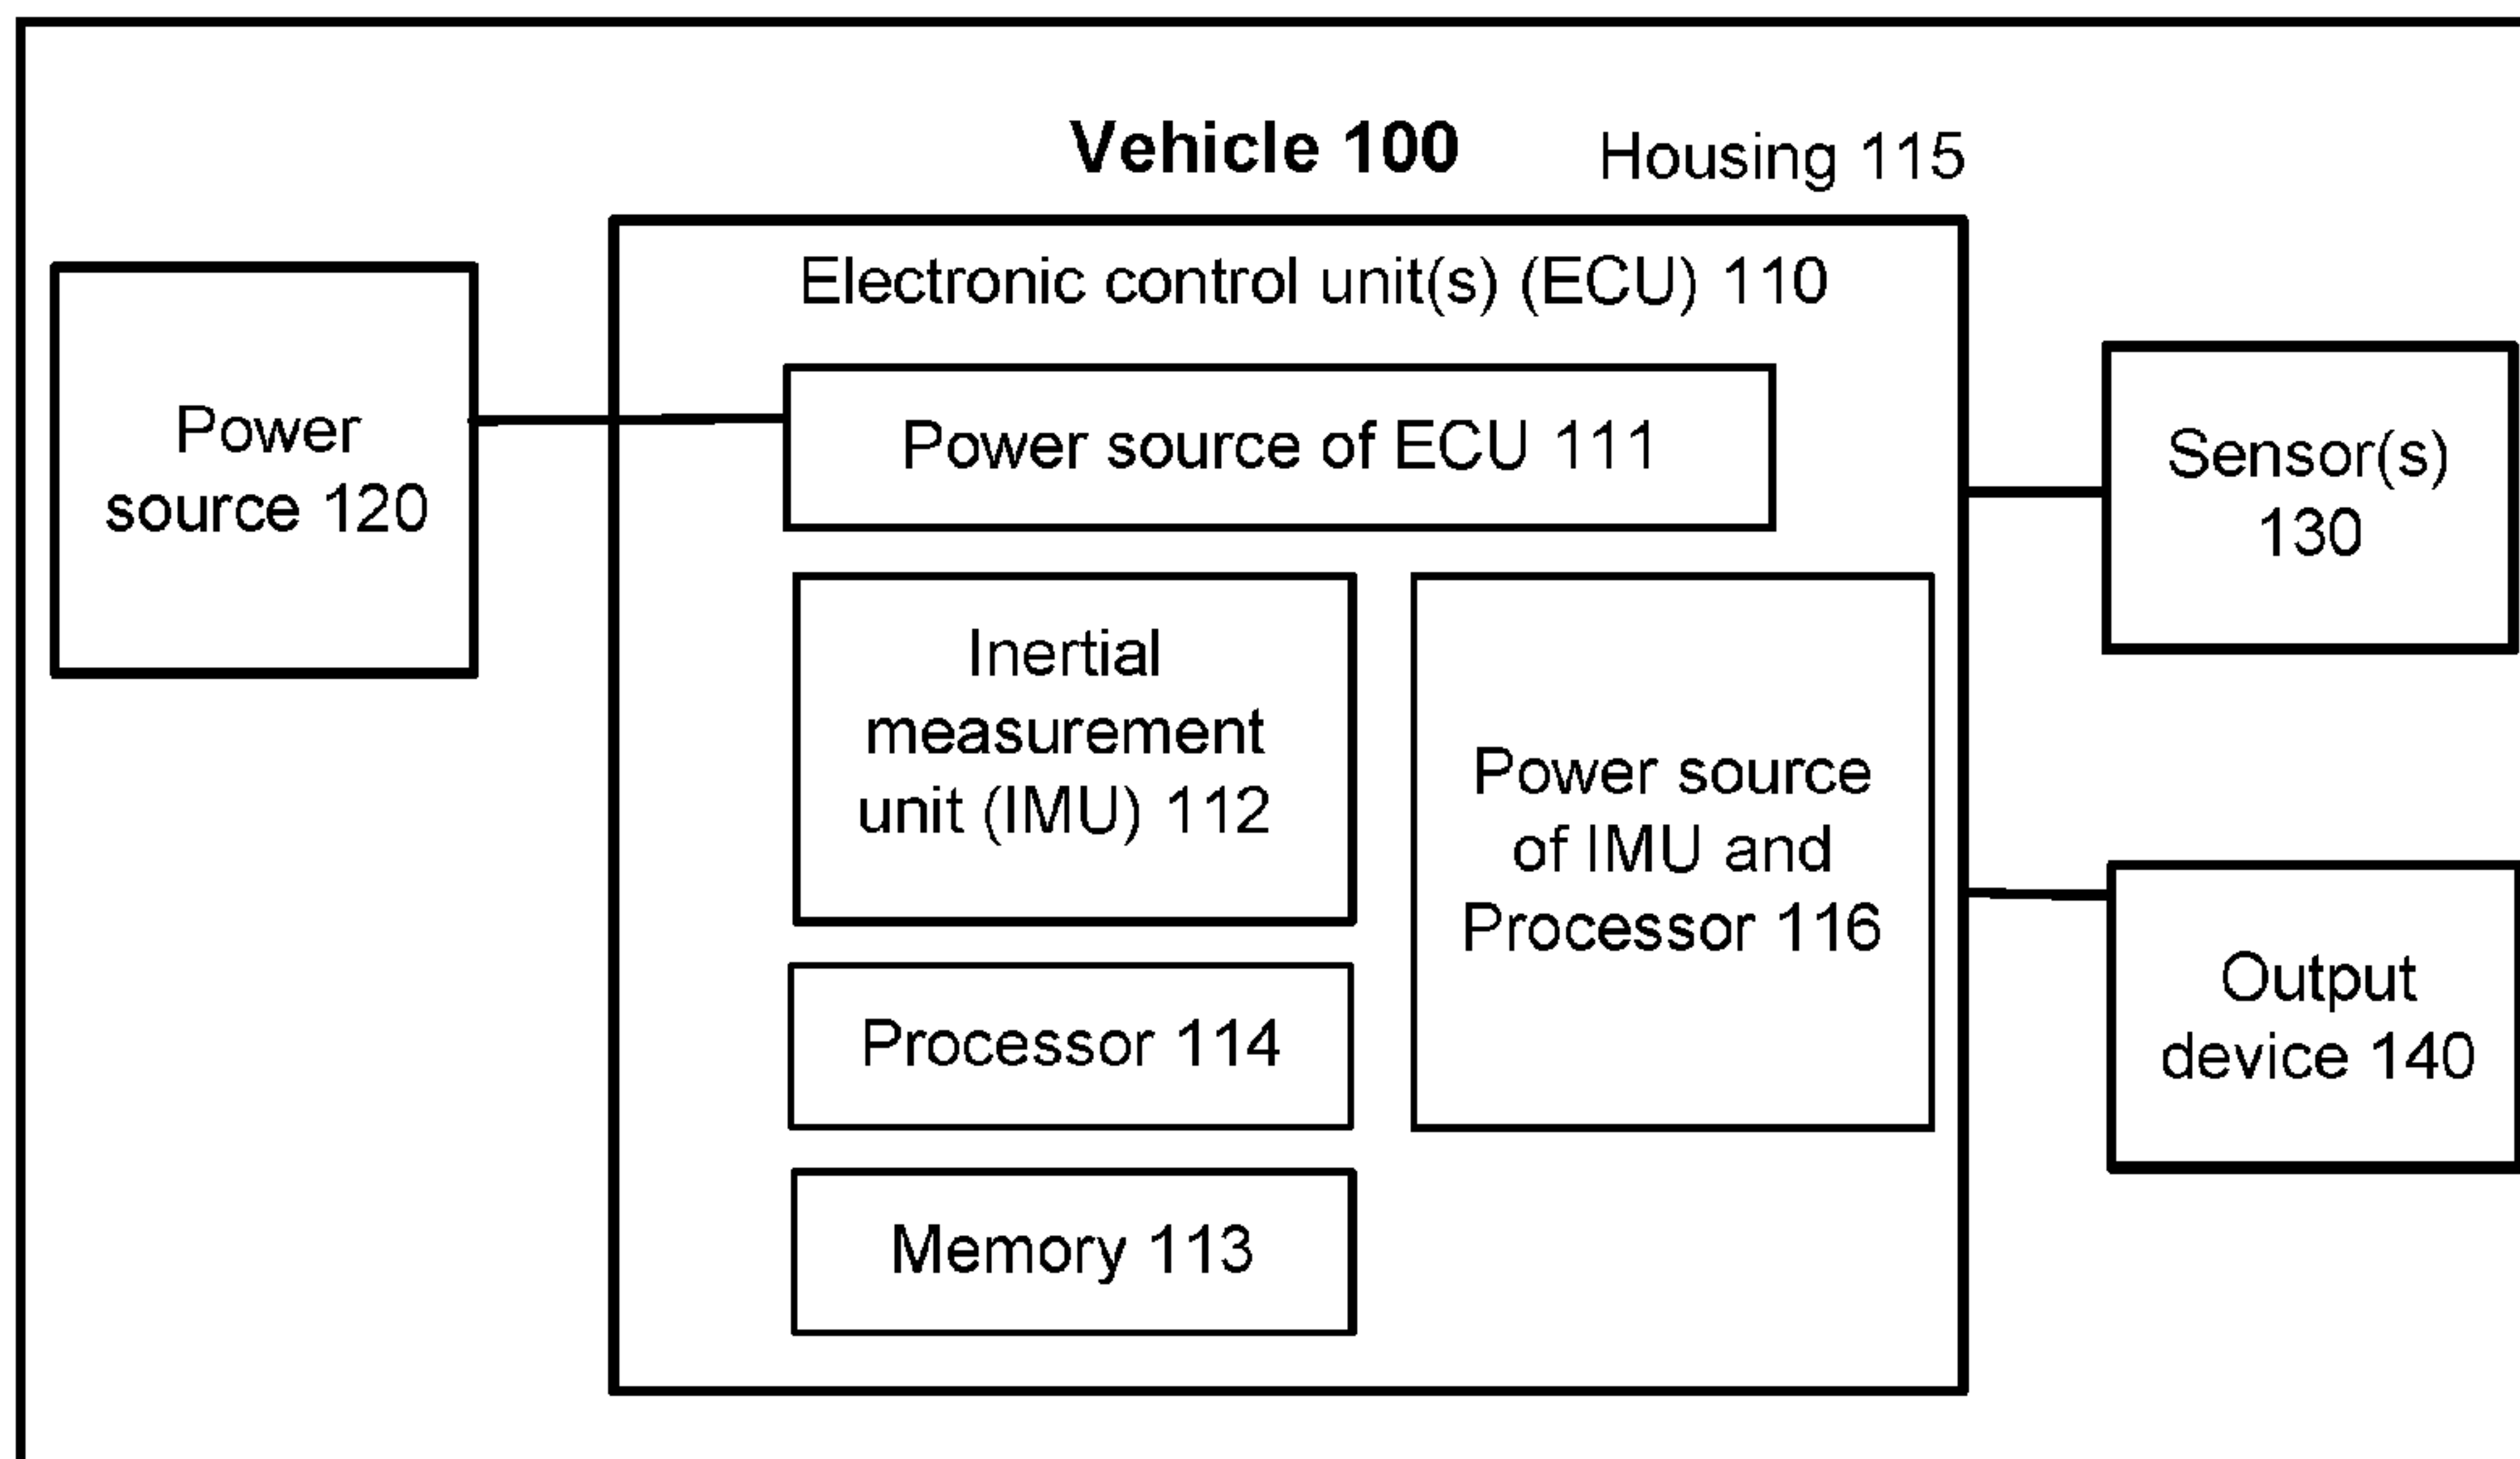 Vehicle 100
Housing 115
Electronic control unit(s) (ECU) 110
Power
source 120
Power source of ECU 111
Sensor(s)
130
Inertial
measurement
unit (IMU) 112
Power source
of IMU and
Processor 116
Processor 114
Output
device 140
Memory 113